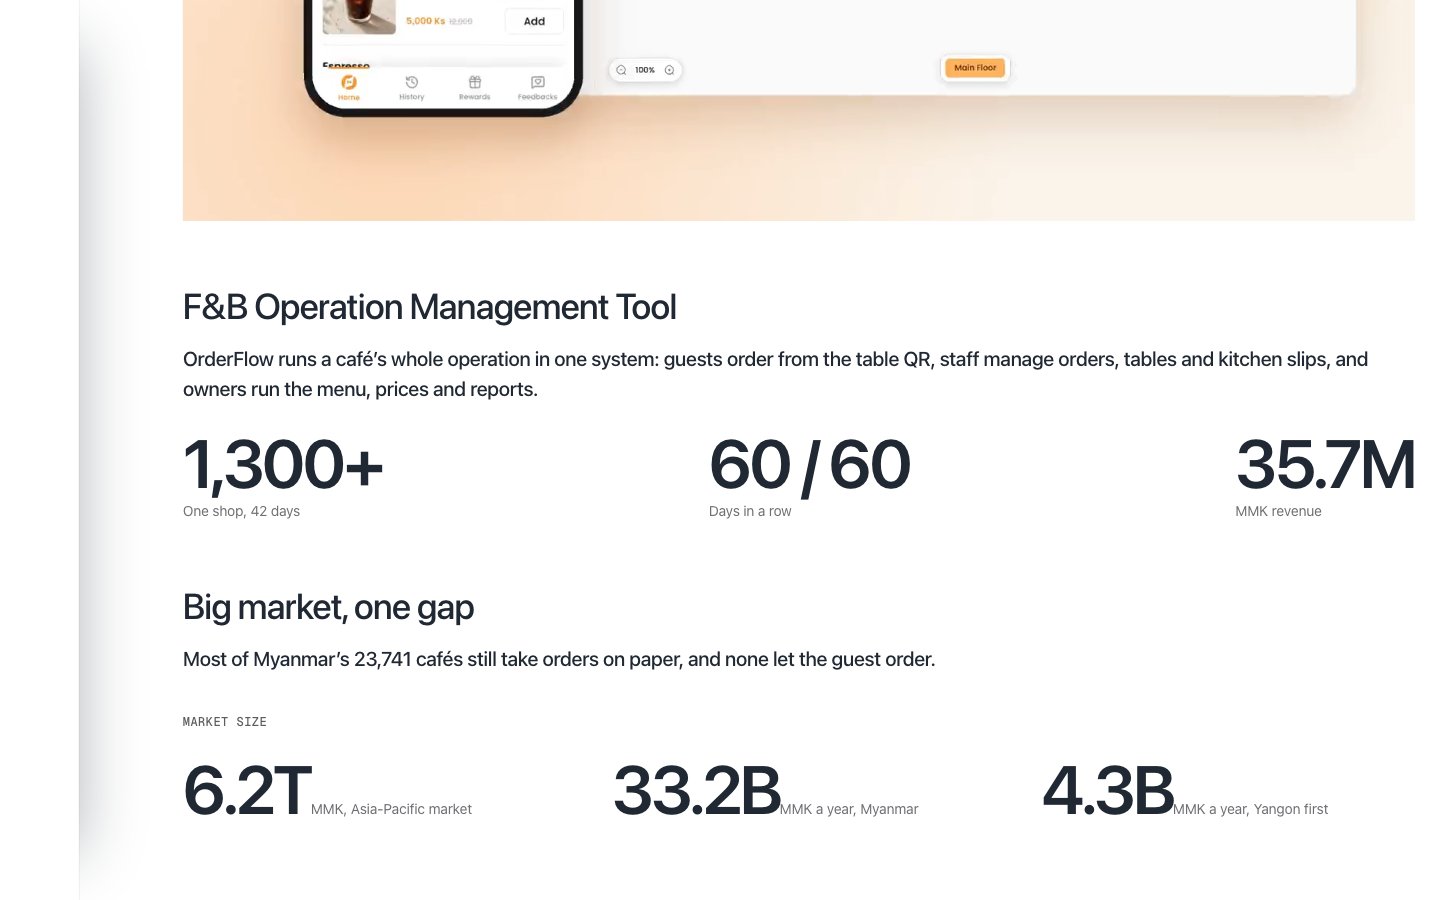 5,000 Ks 12,000
Add
Espresso
Home
History
Rewards
Feedbacks
100%
Main Floor
F&B Operation Management Tool
OrderFlow runs a café’s whole operation in one system: guests order from the table QR, staff manage orders, tables and kitchen slips, and
owners run the menu, prices and reports.
1,300+
One shop, 42 days
60 / 60
Days in a row
35.7M
MMK revenue
Big market, one gap
Most of Myanmar’s 23,741 cafés still take orders on paper, and none let the guest order.
MARKET SIZE
6.2T MMK, Asia-Pacific market
33.2B MMK a year, Myanmar
4.3B MMK a year, Yangon first